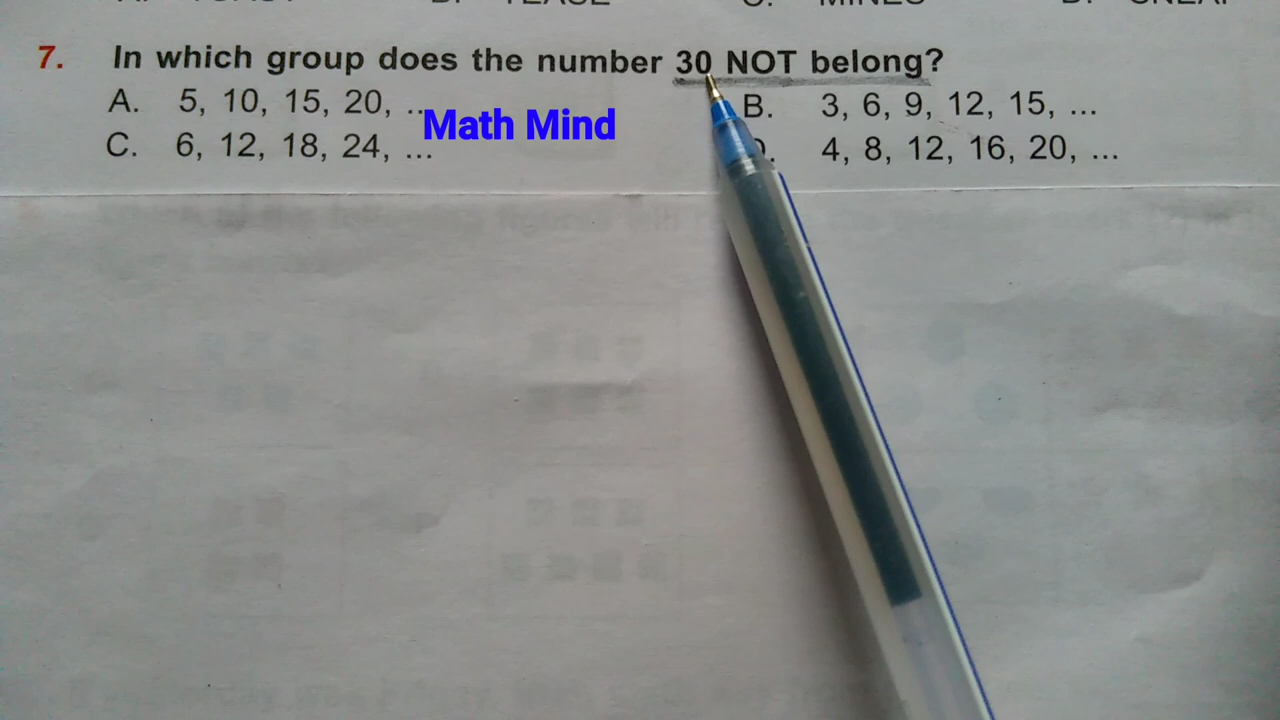 7. In which group does the number 30 NOT belong?
A. 5, 10, 15, 20, ... B. 3, 6, 9, 12, 15, ...
Math Mind
C. 6, 12, 18, 24, ... D. 4, 8, 12, 16, 20, ...